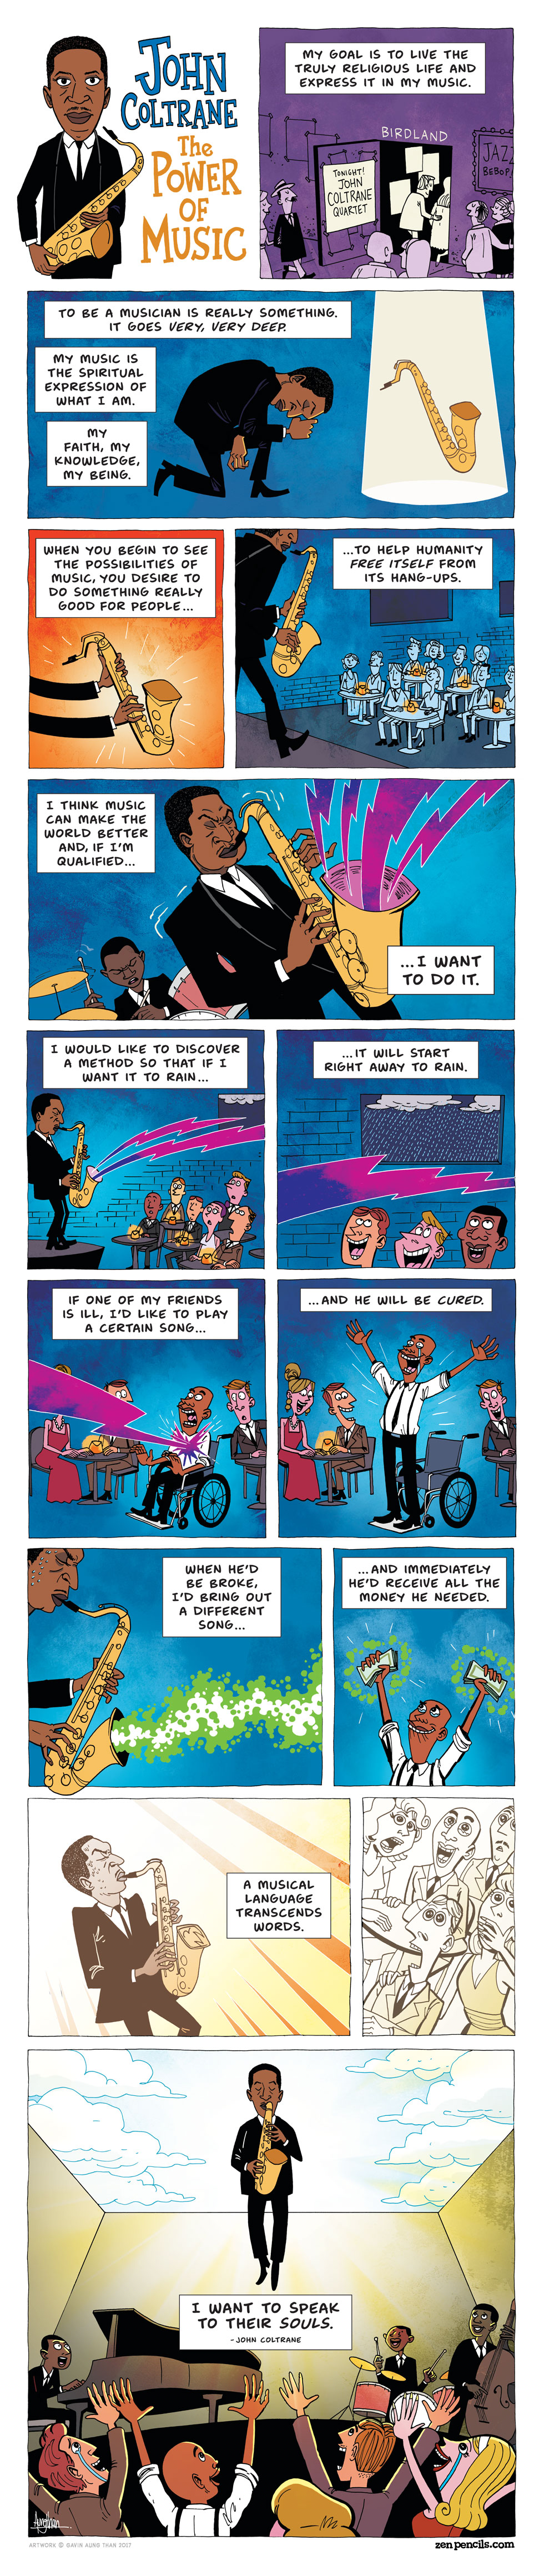 JOHN
COLTRANE
The
POWER
OF
MUSIC
MY GOAL IS TO LIVE THE
TRULY RELIGIOUS LIFE AND
EXPRESS IT IN MY MUSIC.
BIRDLAND
TONIGHT!
JOHN
COLTRANE
QUARTET
JAZZ
BEBOP
TO BE A MUSICIAN IS REALLY SOMETHING.
IT GOES VERY, VERY DEEP.
MY MUSIC IS
THE SPIRITUAL
EXPRESSION OF
WHAT I AM.
MY
FAITH, MY
KNOWLEDGE,
MY BEING.
WHEN YOU BEGIN TO SEE
THE POSSIBILITIES OF
MUSIC, YOU DESIRE TO
DO SOMETHING REALLY
GOOD FOR PEOPLE...
...TO HELP HUMANITY
FREE ITSELF FROM
ITS HANG-UPS.
I THINK MUSIC
CAN MAKE THE
WORLD BETTER
AND, IF I'M
QUALIFIED...
...I WANT
TO DO IT.
I WOULD LIKE TO DISCOVER
A METHOD SO THAT IF I
WANT IT TO RAIN...
...IT WILL START
RIGHT AWAY TO RAIN.
IF ONE OF MY FRIENDS
IS ILL, I'D LIKE TO PLAY
A CERTAIN SONG...
...AND HE WILL BE CURED.
WHEN HE'D
BE BROKE,
I'D BRING OUT
A DIFFERENT
SONG...
...AND IMMEDIATELY
HE'D RECEIVE ALL THE
MONEY HE NEEDED.
A MUSICAL
LANGUAGE
TRANSCENDS
WORDS.
I WANT TO SPEAK
TO THEIR SOULS.
-JOHN COLTRANE
Aung Than
ARTWORK © GAVIN AUNG THAN 2017
zenpencils.com